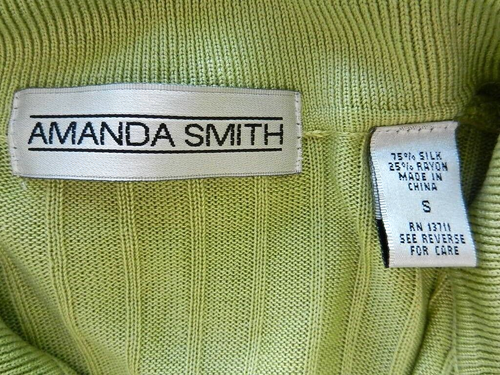 AMANDA SMITH
75% SILK
25% RAYON
MADE IN
CHINA
S
RN 13711
SEE REVERSE
FOR CARE